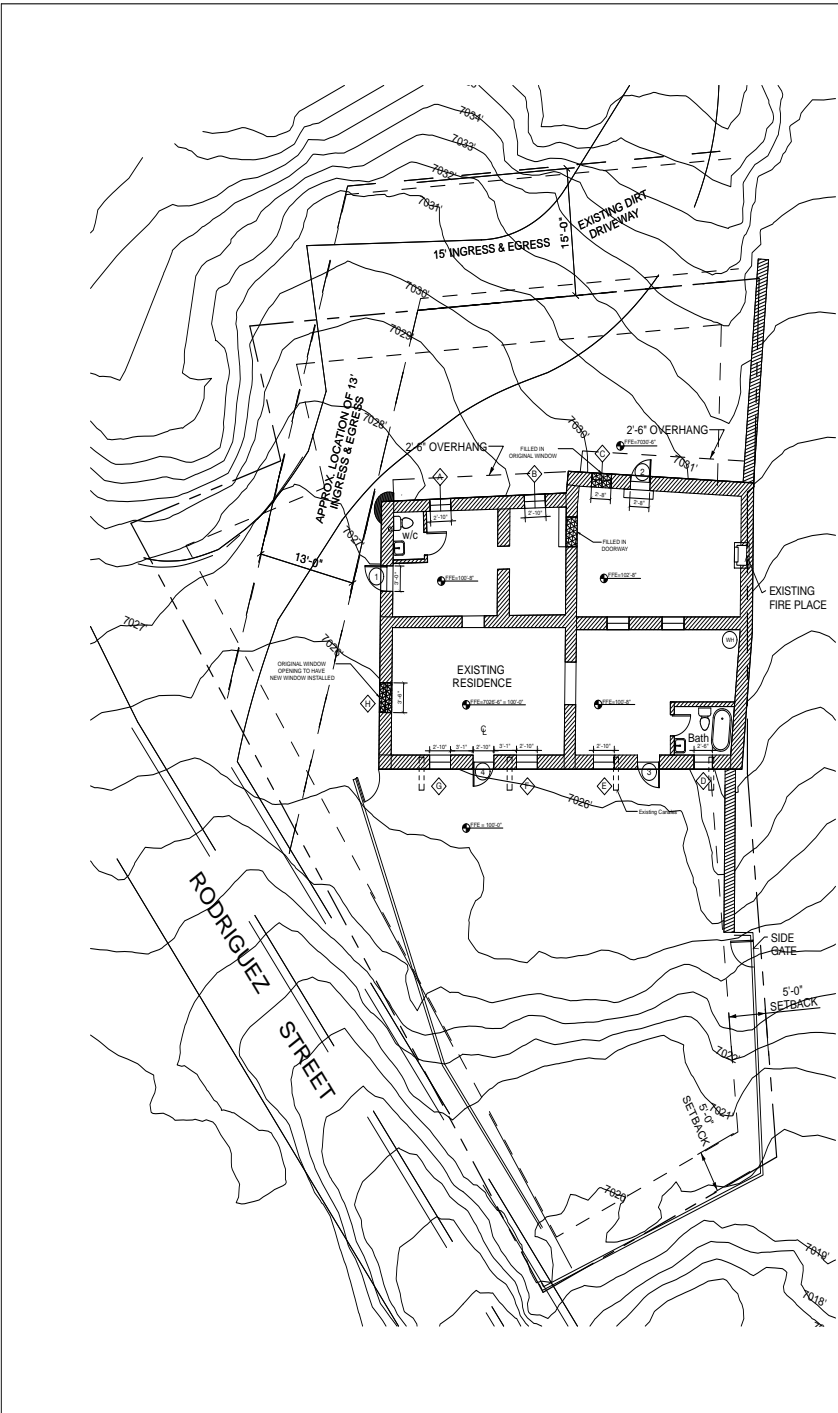 7034'
7033'
7032'
7031'
15' INGRESS & EGRESS
15'-0"
EXISTING DIRT
DRIVEWAY
7030'
7029'
7028'
APPROX. LOCATION OF 13'
INGRESS & EGRESS
13'-0"
7027'
7027'
7026'
2'-6" OVERHANG
FILLED IN
ORIGINAL WINDOW
7030'
FFE=7030'-6"
2'-6" OVERHANG
7031'
A
B
C
2
2'-10"
2'-10"
2'-8"
2'-8"
w/c
FILLED IN
DOORWAY
1
3'-0"
FFE=100'-8"
FFE=102'-8"
EXISTING
FIRE PLACE
ORIGINAL WINDOW
OPENING TO HAVE
NEW WINDOW INSTALLED
H
3'-6"
EXISTING
RESIDENCE
WH
FFE=100'-8"
Bath
2'-10"
3'-1"
2'-10"
3'-1"
2'-10"
2'-10"
2'-6"
G
4
F
E
3
D
7026'
FFE = 100'-0"
RODRIGUEZ STREET
SIDE
GATE
5'-0"
SETBACK
7022'
7021'
5'-0"
SETBACK
7020'
7019'
7018'